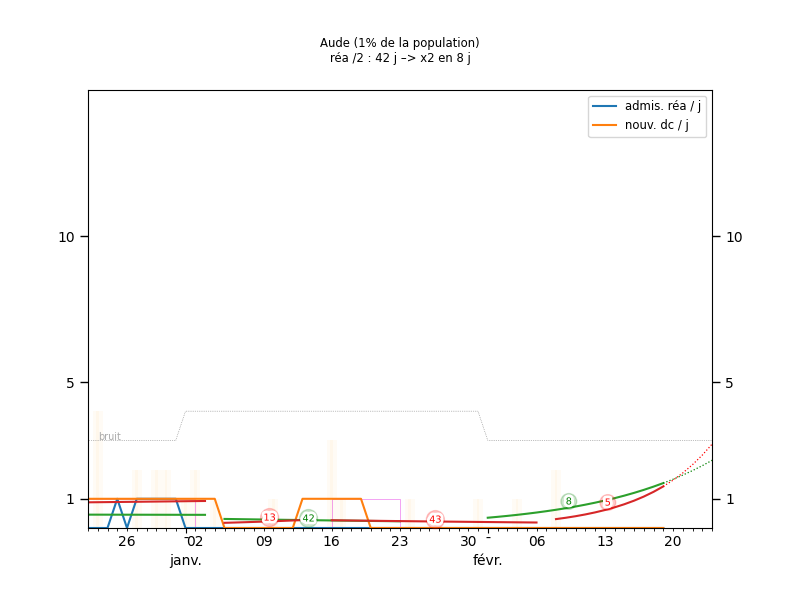 Aude (1% de la population)
réa /2 : 42 j –> x2 en 8 j
admis. réa / j
nouv. dc / j
10
10
5
5
bruit
1
1
13
42
43
8
5
26
02
09
16
23
30
06
13
20
janv.
févr.